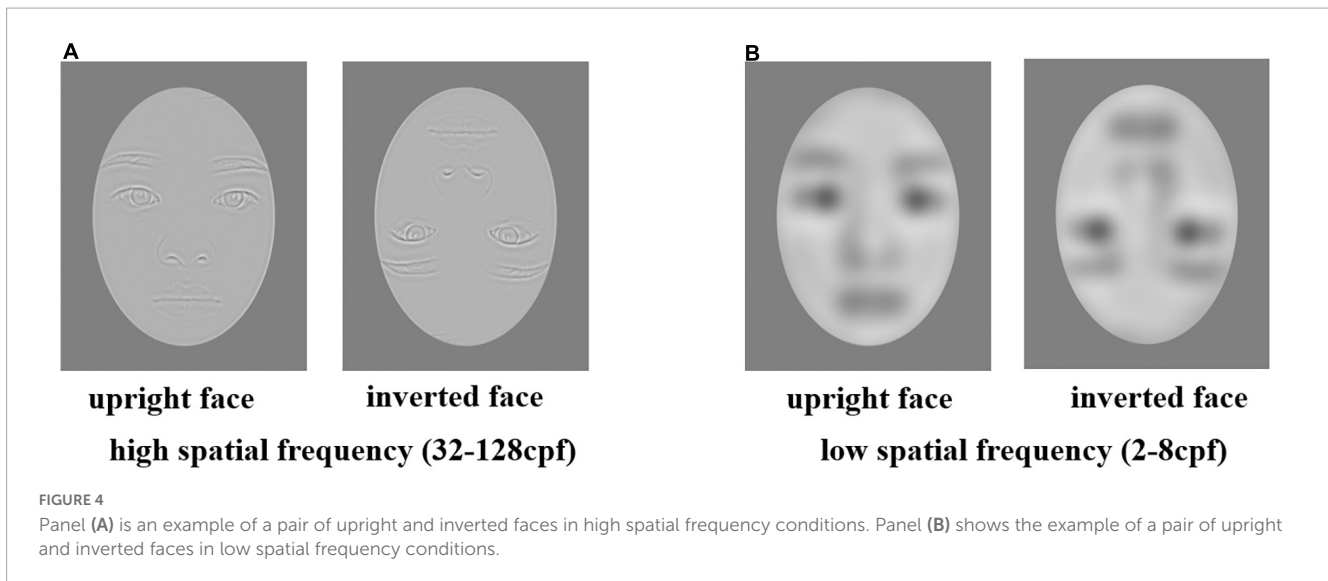 A
B
upright face
inverted face
upright face
inverted face
high spatial frequency (32-128cpf)
low spatial frequency (2-8cpf)
FIGURE 4
Panel (A) is an example of a pair of upright and inverted faces in high spatial frequency conditions. Panel (B) shows the example of a pair of upright
and inverted faces in low spatial frequency conditions.